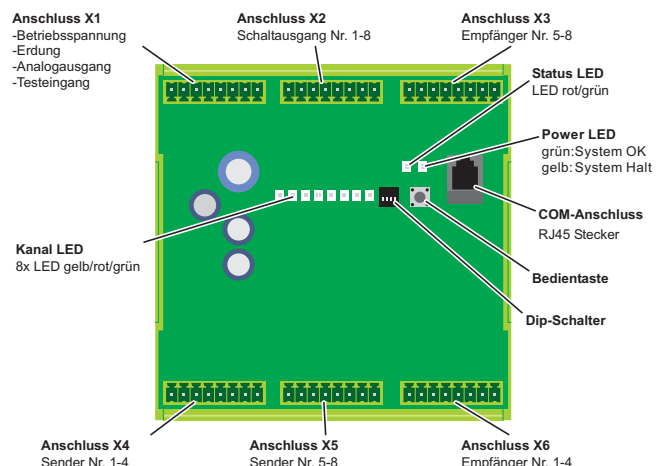 Anschluss X1
-Betriebsspannung
-Erdung
-Analogausgang
-Testeingang
Anschluss X2
Schaltausgang Nr. 1-8
Anschluss X3
Empfänger Nr. 5-8
Status LED
LED rot/grün
Power LED
grün:System OK
gelb: System Halt
COM-Anschluss
RJ45 Stecker
Kanal LED
8x LED gelb/rot/grün
Bedientaste
Dip-Schalter
Anschluss X4
Sender Nr. 1-4
Anschluss X5
Sender Nr. 5-8
Anschluss X6
Empfänger Nr. 1-4